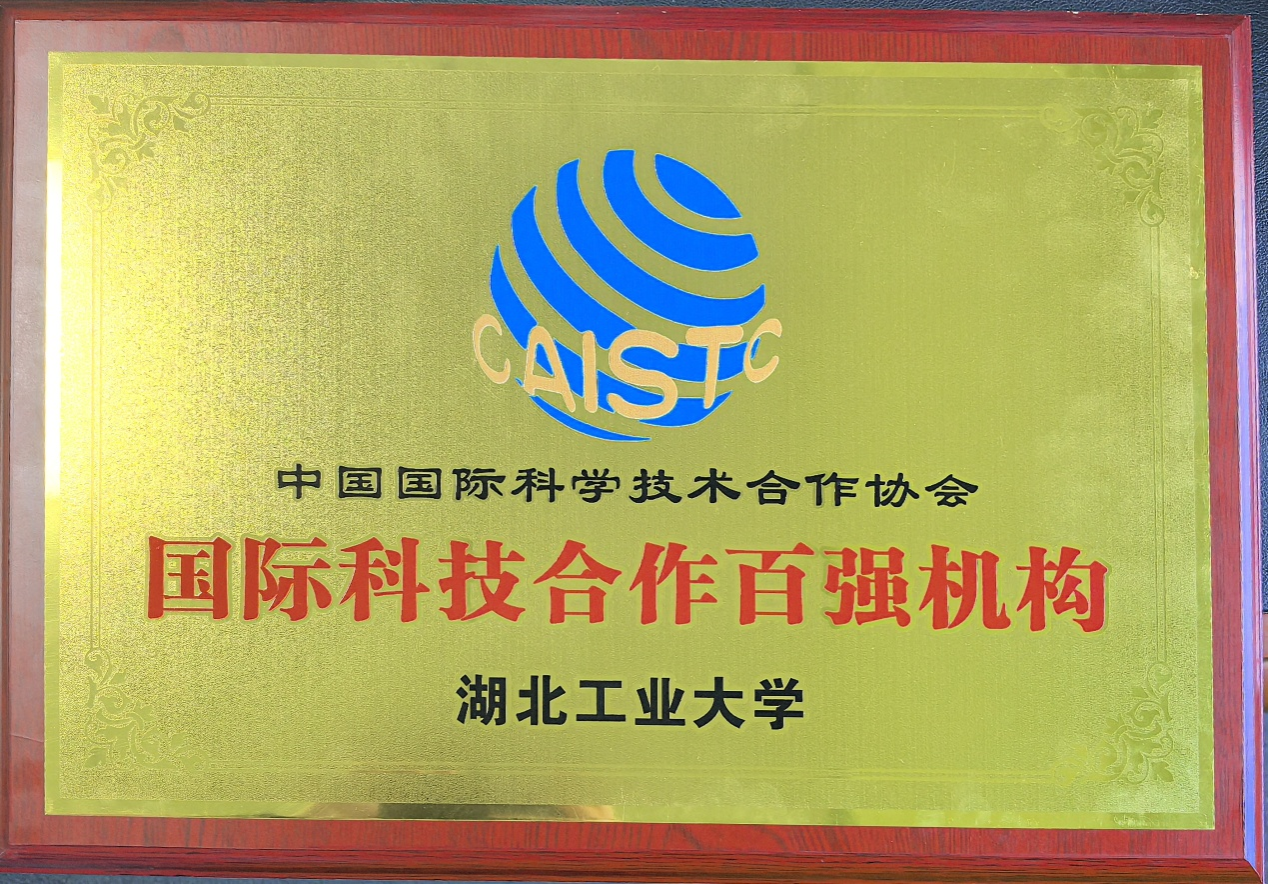 CAISTC
中国国际科学技术合作协会
国际科技合作百强机构
湖北工业大学